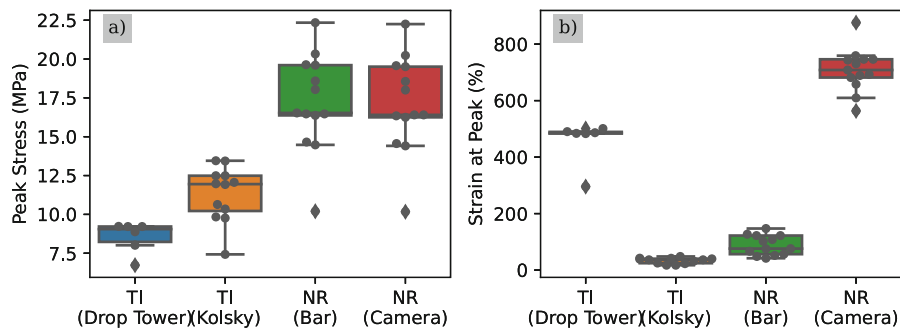 a)
Peak Stress (MPa)
22.5
20.0
17.5
15.0
12.5
10.0
7.5
TI
(Drop Tower)
TI
(Kolsky)
NR
(Bar)
NR
(Camera)
b)
Strain at Peak (%)
800
600
400
200
0
TI
(Drop Tower)
TI
(Kolsky)
NR
(Bar)
NR
(Camera)